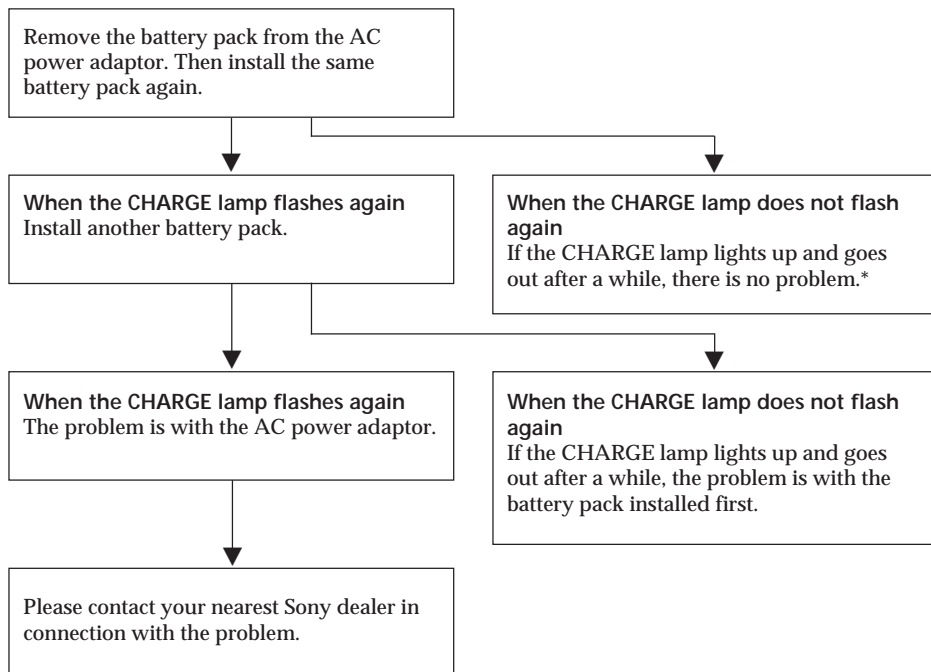 Remove the battery pack from the AC
power adaptor. Then install the same
battery pack again.
When the CHARGE lamp flashes again
Install another battery pack.
When the CHARGE lamp does not flash
again
If the CHARGE lamp lights up and goes
out after a while, there is no problem.*
When the CHARGE lamp flashes again
The problem is with the AC power adaptor.
When the CHARGE lamp does not flash
again
If the CHARGE lamp lights up and goes
out after a while, the problem is with the
battery pack installed first.
Please contact your nearest Sony dealer in
connection with the problem.